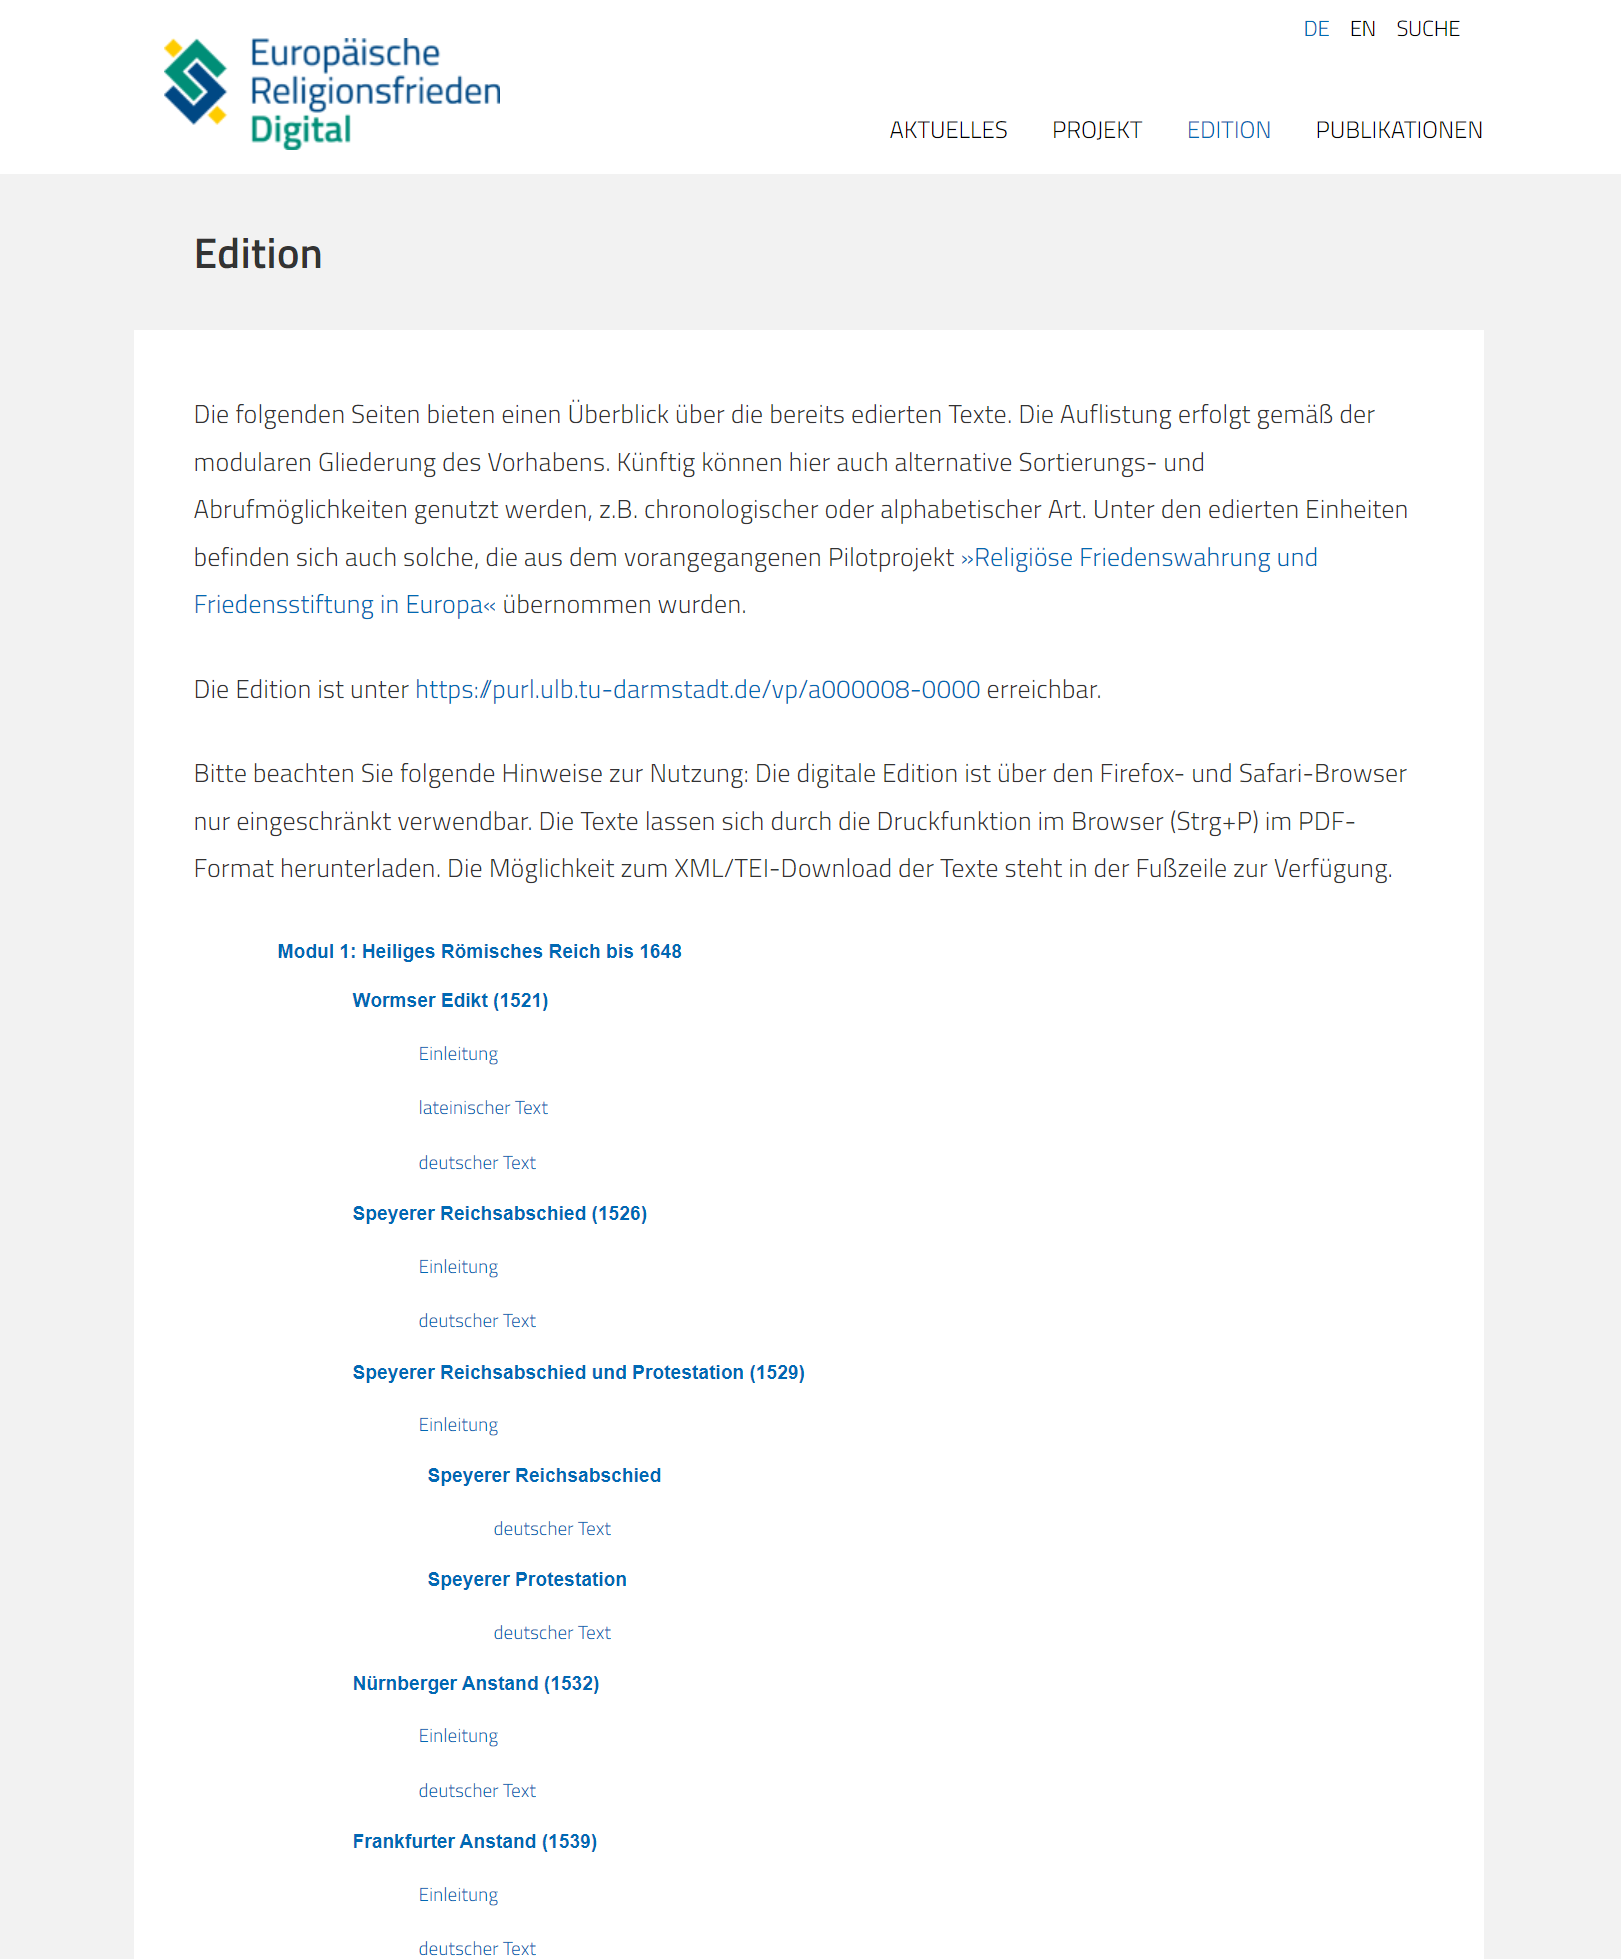 DE EN SUCHE
Europäische
Religionsfrieden
Digital
AKTUELLES PROJEKT EDITION PUBLIKATIONEN
Edition
Die folgenden Seiten bieten einen Überblick über die bereits edierten Texte. Die Auflistung erfolgt gemäß der
modularen Gliederung des Vorhabens. Künftig können hier auch alternative Sortierungs- und
Abrufmöglichkeiten genutzt werden, z.B. chronologischer oder alphabetischer Art. Unter den edierten Einheiten
befinden sich auch solche, die aus dem vorangegangenen Pilotprojekt »Religiöse Friedenswahrung und
Friedensstiftung in Europa« übernommen wurden.
Die Edition ist unter https://purl.ulb.tu-darmstadt.de/vp/a000008-0000 erreichbar.
Bitte beachten Sie folgende Hinweise zur Nutzung: Die digitale Edition ist über den Firefox- und Safari-Browser
nur eingeschränkt verwendbar. Die Texte lassen sich durch die Druckfunktion im Browser (Strg+P) im PDF-
Format herunterladen. Die Möglichkeit zum XML/TEI-Download der Texte steht in der Fußzeile zur Verfügung.
Modul 1: Heiliges Römisches Reich bis 1648
Wormser Edikt (1521)
Einleitung
lateinischer Text
deutscher Text
Speyerer Reichsabschied (1526)
Einleitung
deutscher Text
Speyerer Reichsabschied und Protestation (1529)
Einleitung
Speyerer Reichsabschied
deutscher Text
Speyerer Protestation
deutscher Text
Nürnberger Anstand (1532)
Einleitung
deutscher Text
Frankfurter Anstand (1539)
Einleitung
deutscher Text